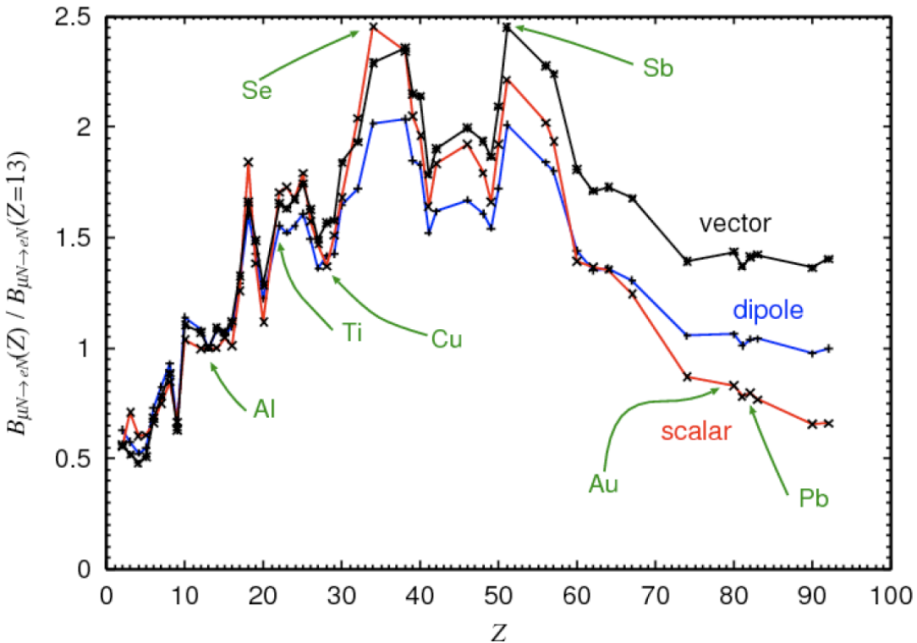 B_{μN→eN}(Z) / B_{μN→eN}(Z=13)
2.5
2
1.5
1
0.5
0
Se
Sb
vector
Ti
Cu
dipole
Al
scalar
Au
Pb
0 10 20 30 40 50 60 70 80 90 100
Z